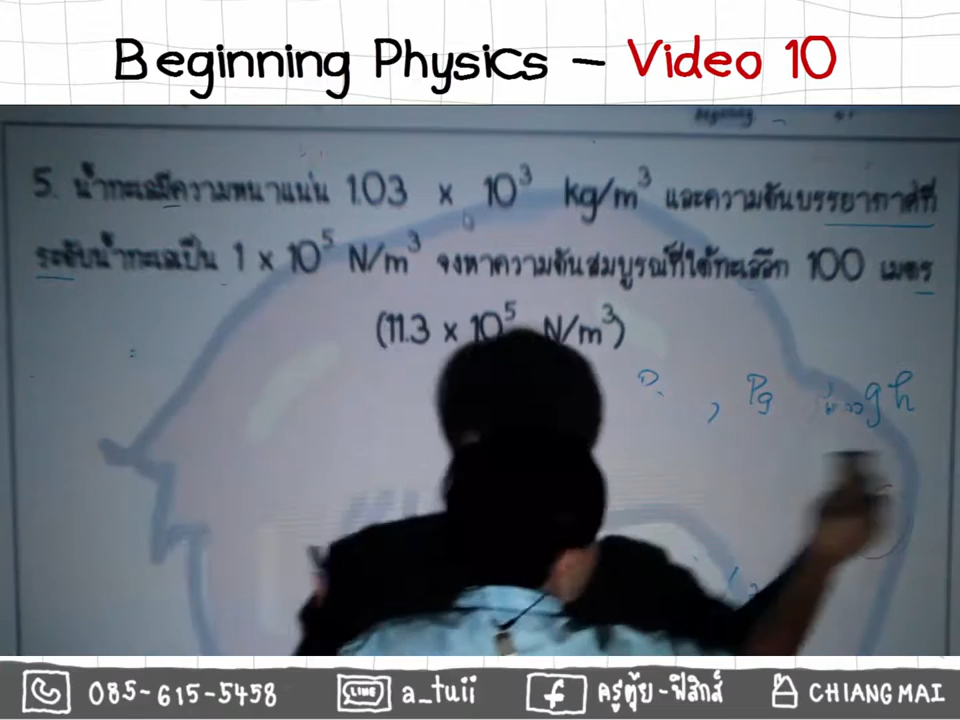 Beginning Physics – Video 10
5. น้ำทะเลมีความหนาแน่น 1.03 x 10³ kg/m³ และความดันบรรยากาศที่
ระดับน้ำทะเลเป็น 1 x 10⁵ N/m³ จงหาความดันสมบูรณ์ที่ใต้ทะเลลึก 100 เมตร
(11.3 x 10⁵ N/m³)
, Pg gh
085-615-5458 LINE a_tuii f ครูตุ้ย-ฟิสิกส์ CHIANG MAI